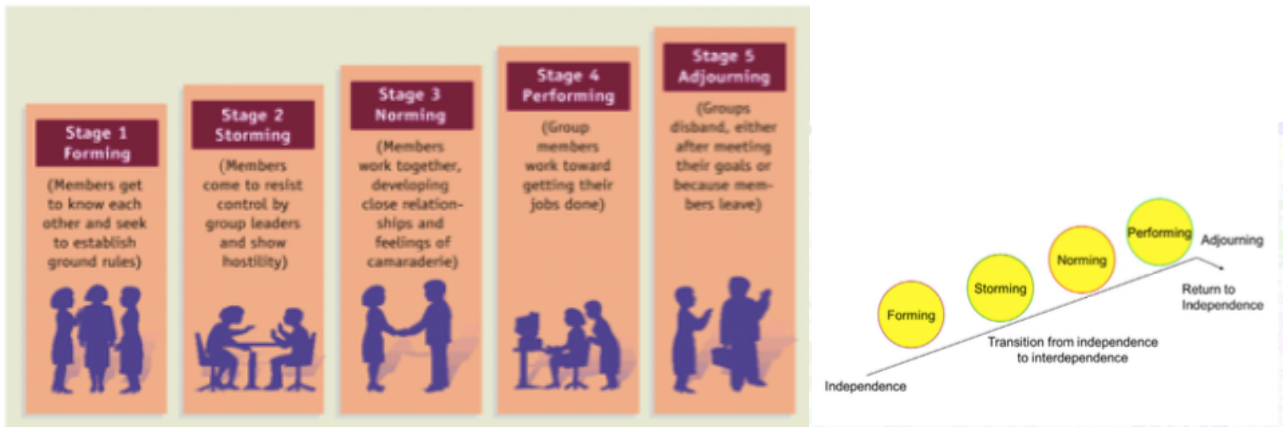 Stage 1
Forming
(Members get
to know each
other and seek
to establish
ground rules)
Stage 2
Storming
(Members
come to resist
control by
group leaders
and show
hostility)
Stage 3
Norming
(Members
work together,
developing
close relation-
ships and
feelings of
camaraderie)
Stage 4
Performing
(Group
members
work toward
getting their
jobs done)
Stage 5
Adjourning
(Groups
disband, either
after meeting
their goals or
because mem-
bers leave)
Performing
Adjourning
Norming
Storming
Return to
Independence
Forming
Transition from independence
to interdependence
Independence